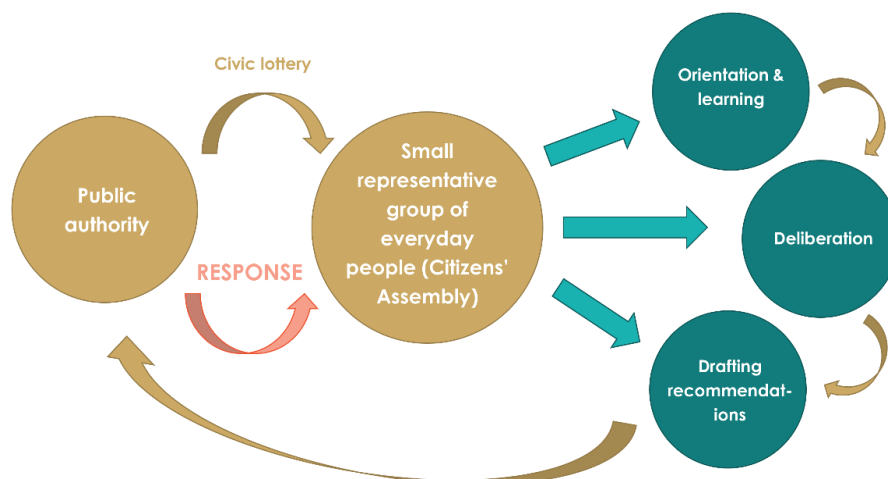 Civic lottery
Public
authority
RESPONSE
Small
representative
group of
everyday
people (Citizens'
Assembly)
Orientation &
learning
Deliberation
Drafting
recommendat-
ions